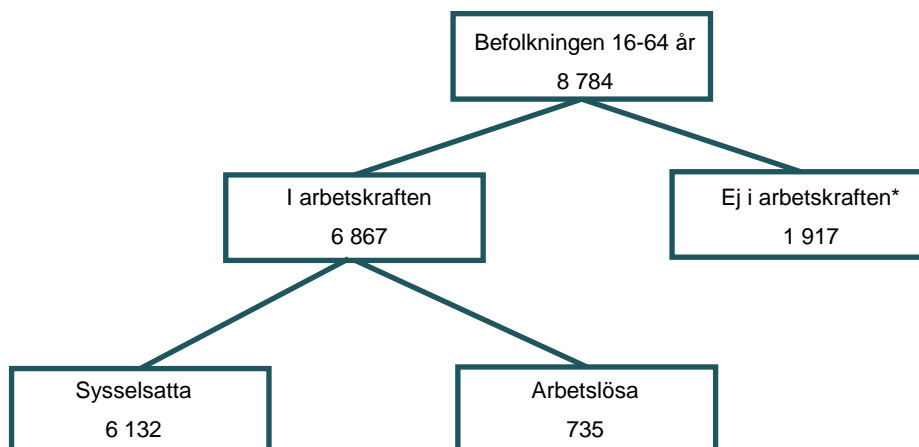 Befolkningen 16-64 år
8 784
I arbetskraften
6 867
Ej i arbetskraften*
1 917
Sysselsatta
6 132
Arbetslösa
735